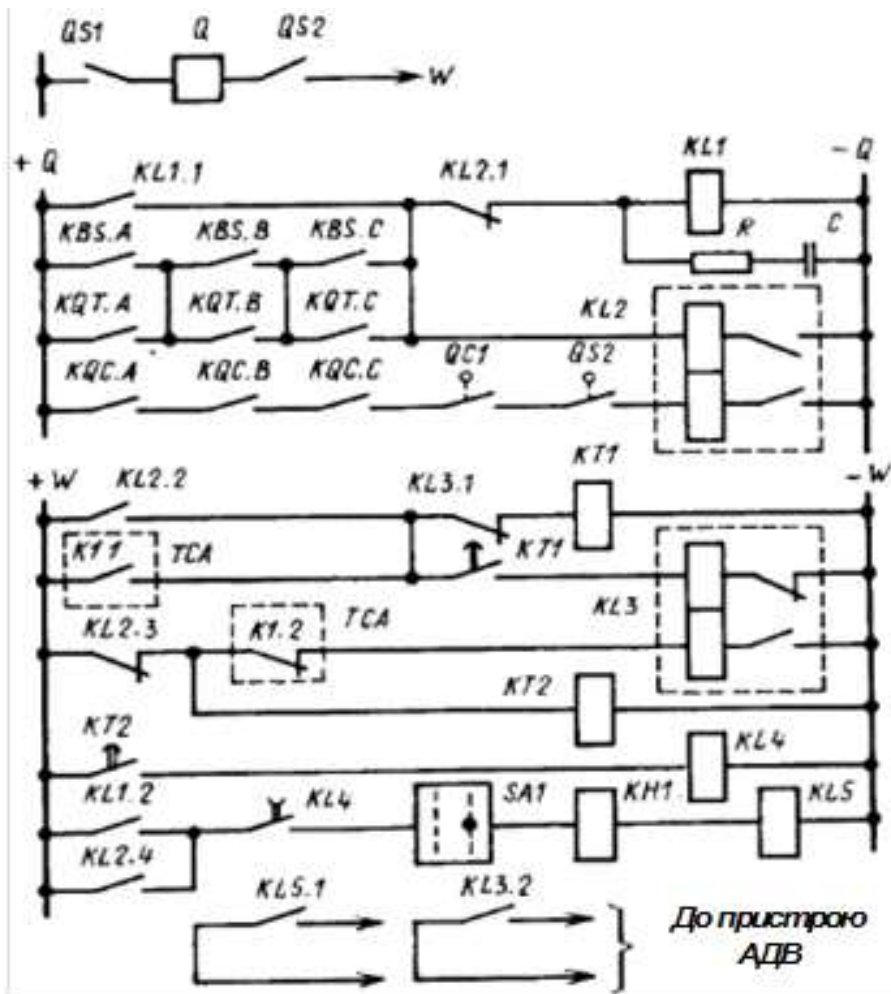 QS1 Q QS2
W
+ Q KL1.1 KL2.1 KL1 - Q
KBS.A KBS.B KBS.C R C
KQT.A KQT.B KQT.C KL2
KQC.A KQC.B KQC.C QC1 QS2
+ W KL2.2 KL3.1 KT1 - W
K1.1 TCA KT1
KL2.3 K1.2 TCA KL3
KT2
KT2 KL4
KL1.2 KL4 SA1 KH1 KL5
KL2.4
KL5.1 KL3.2
До пристрою
АДВ